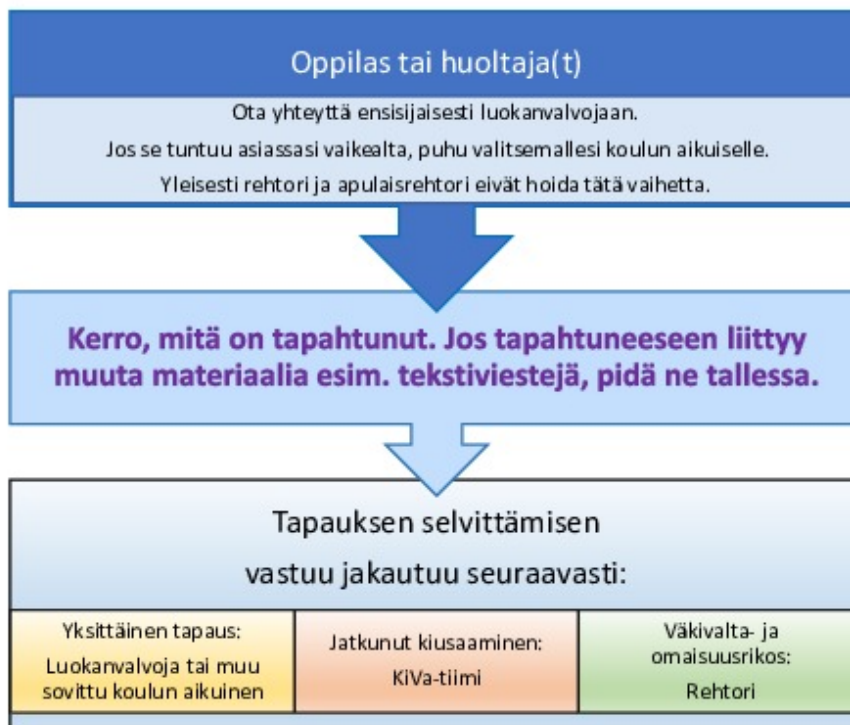 Oppilas tai huoltaja(t)
Ota yhteyttä ensisijaisesti luokanvalvojaan.
Jos se tuntuu asiassasi vaikealta, puhu valitsemallesi koulun aikuiselle.
Yleisesti rehtori ja apulaisrehtori eivät hoida tätä vaihetta.
Kerro, mitä on tapahtunut. Jos tapahtuneeseen liittyy
muuta materiaalia esim. tekstiviestejä, pidä ne tallessa.
Tapauksen selvittämisen
vastuu jakautuu seuraavasti:
Yksittäinen tapaus:
Luokanvalvoja tai muu
sovittu koulun aikuinen
Jatkunut kiusaaminen:
KiVa-tiimi
Väkivalta- ja
omaisuusrikos:
Rehtori